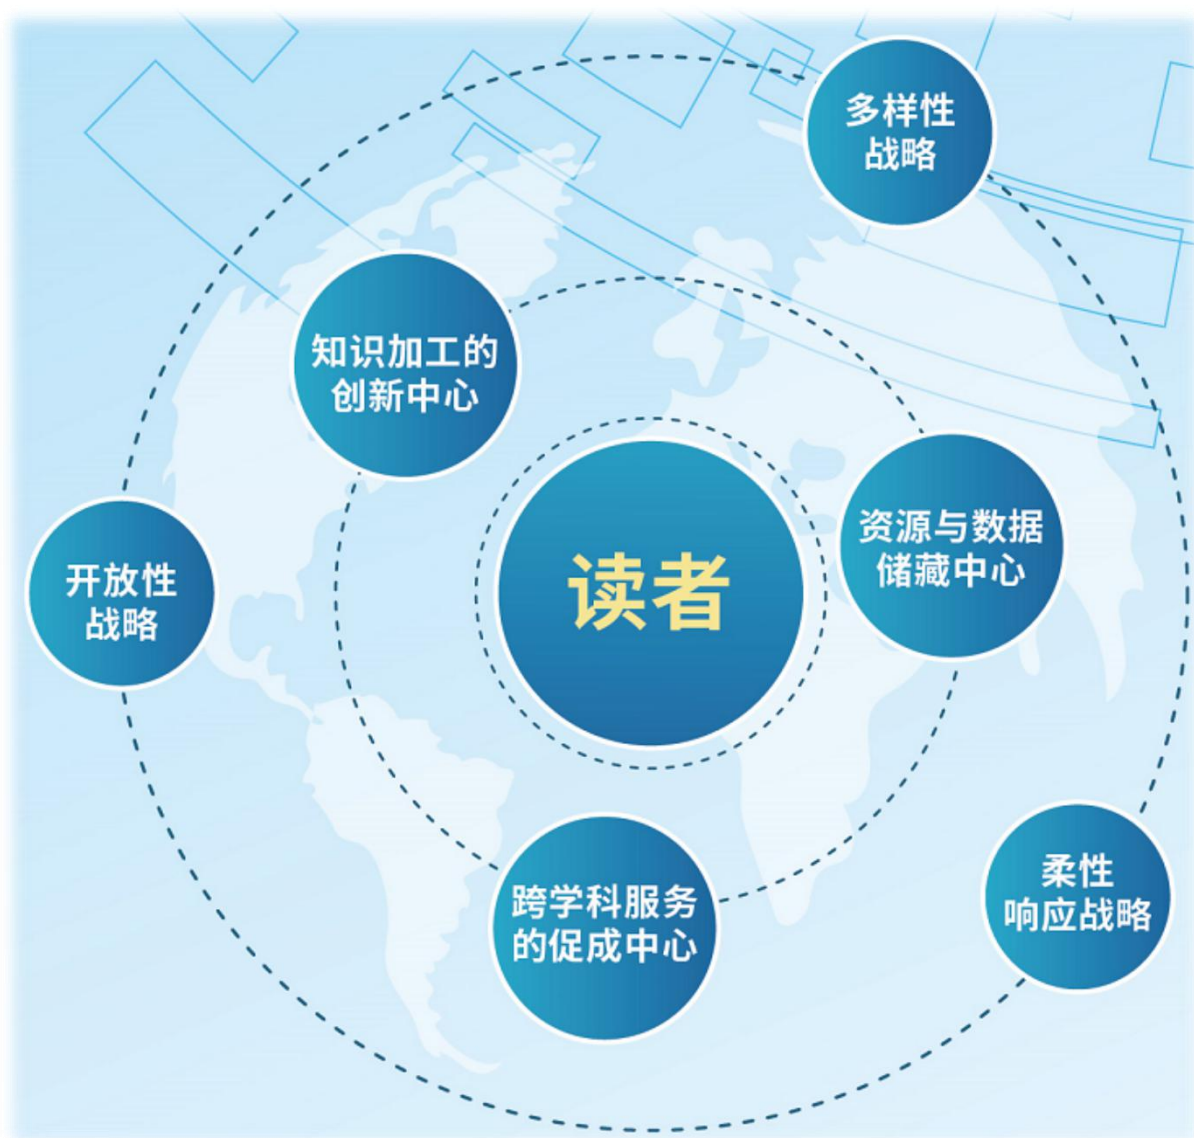 多样性
战略
知识加工的
创新中心
资源与数据
储藏中心
开放性
战略
读者
柔性
响应战略
跨学科服务
的促成中心